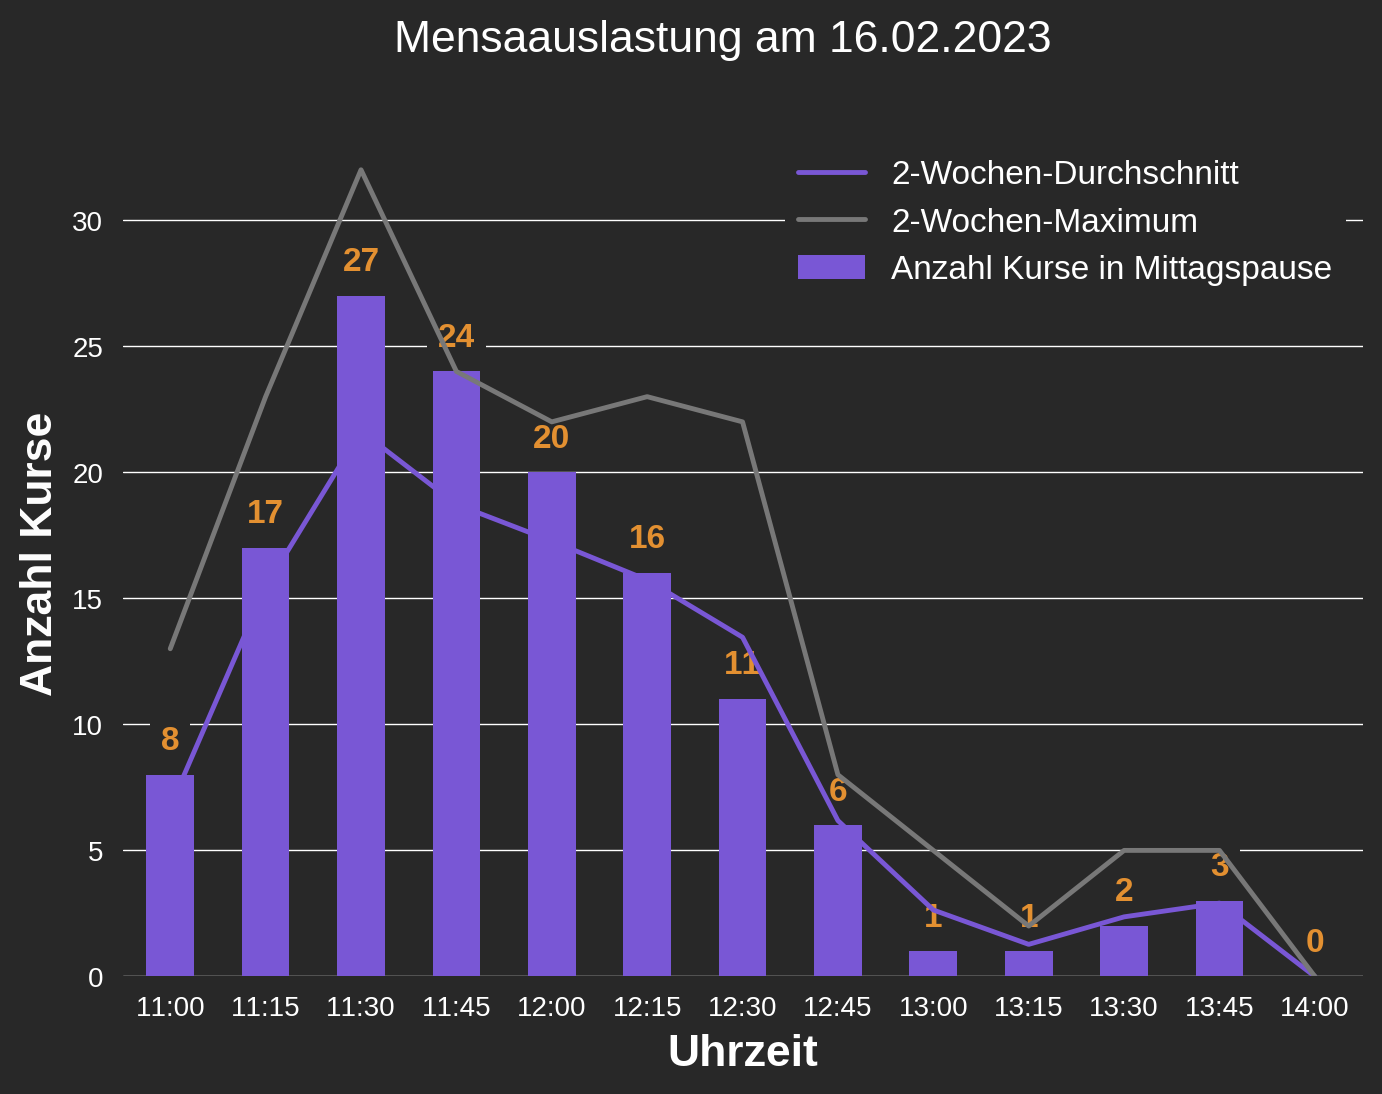 Mensaauslastung am 16.02.2023
2-Wochen-Durchschnitt
2-Wochen-Maximum
Anzahl Kurse in Mittagspause
Anzahl Kurse
30
25
20
15
10
5
0
8
17
27
24
20
16
11
6
1
1
2
3
0
11:00 11:15 11:30 11:45 12:00 12:15 12:30 12:45 13:00 13:15 13:30 13:45 14:00
Uhrzeit